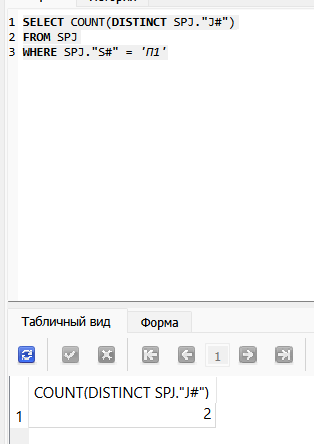 1 SELECT COUNT(DISTINCT SPJ."J#")
2 FROM SPJ
3 WHERE SPJ."S#" = 'П1'
Табличный вид Форма
1
COUNT(DISTINCT SPJ."J#")
1 2